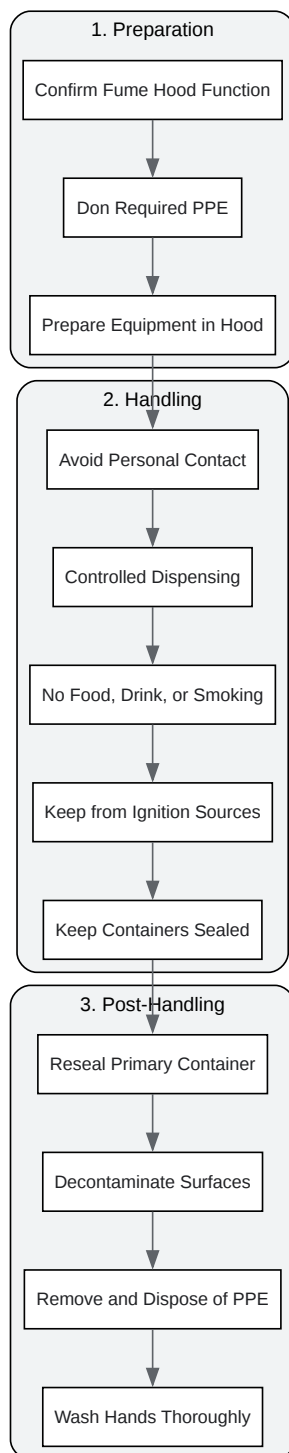 1. Preparation
Confirm Fume Hood Function
Don Required PPE
Prepare Equipment in Hood
2. Handling
Avoid Personal Contact
Controlled Dispensing
No Food, Drink, or Smoking
Keep from Ignition Sources
Keep Containers Sealed
3. Post-Handling
Reseal Primary Container
Decontaminate Surfaces
Remove and Dispose of PPE
Wash Hands Thoroughly